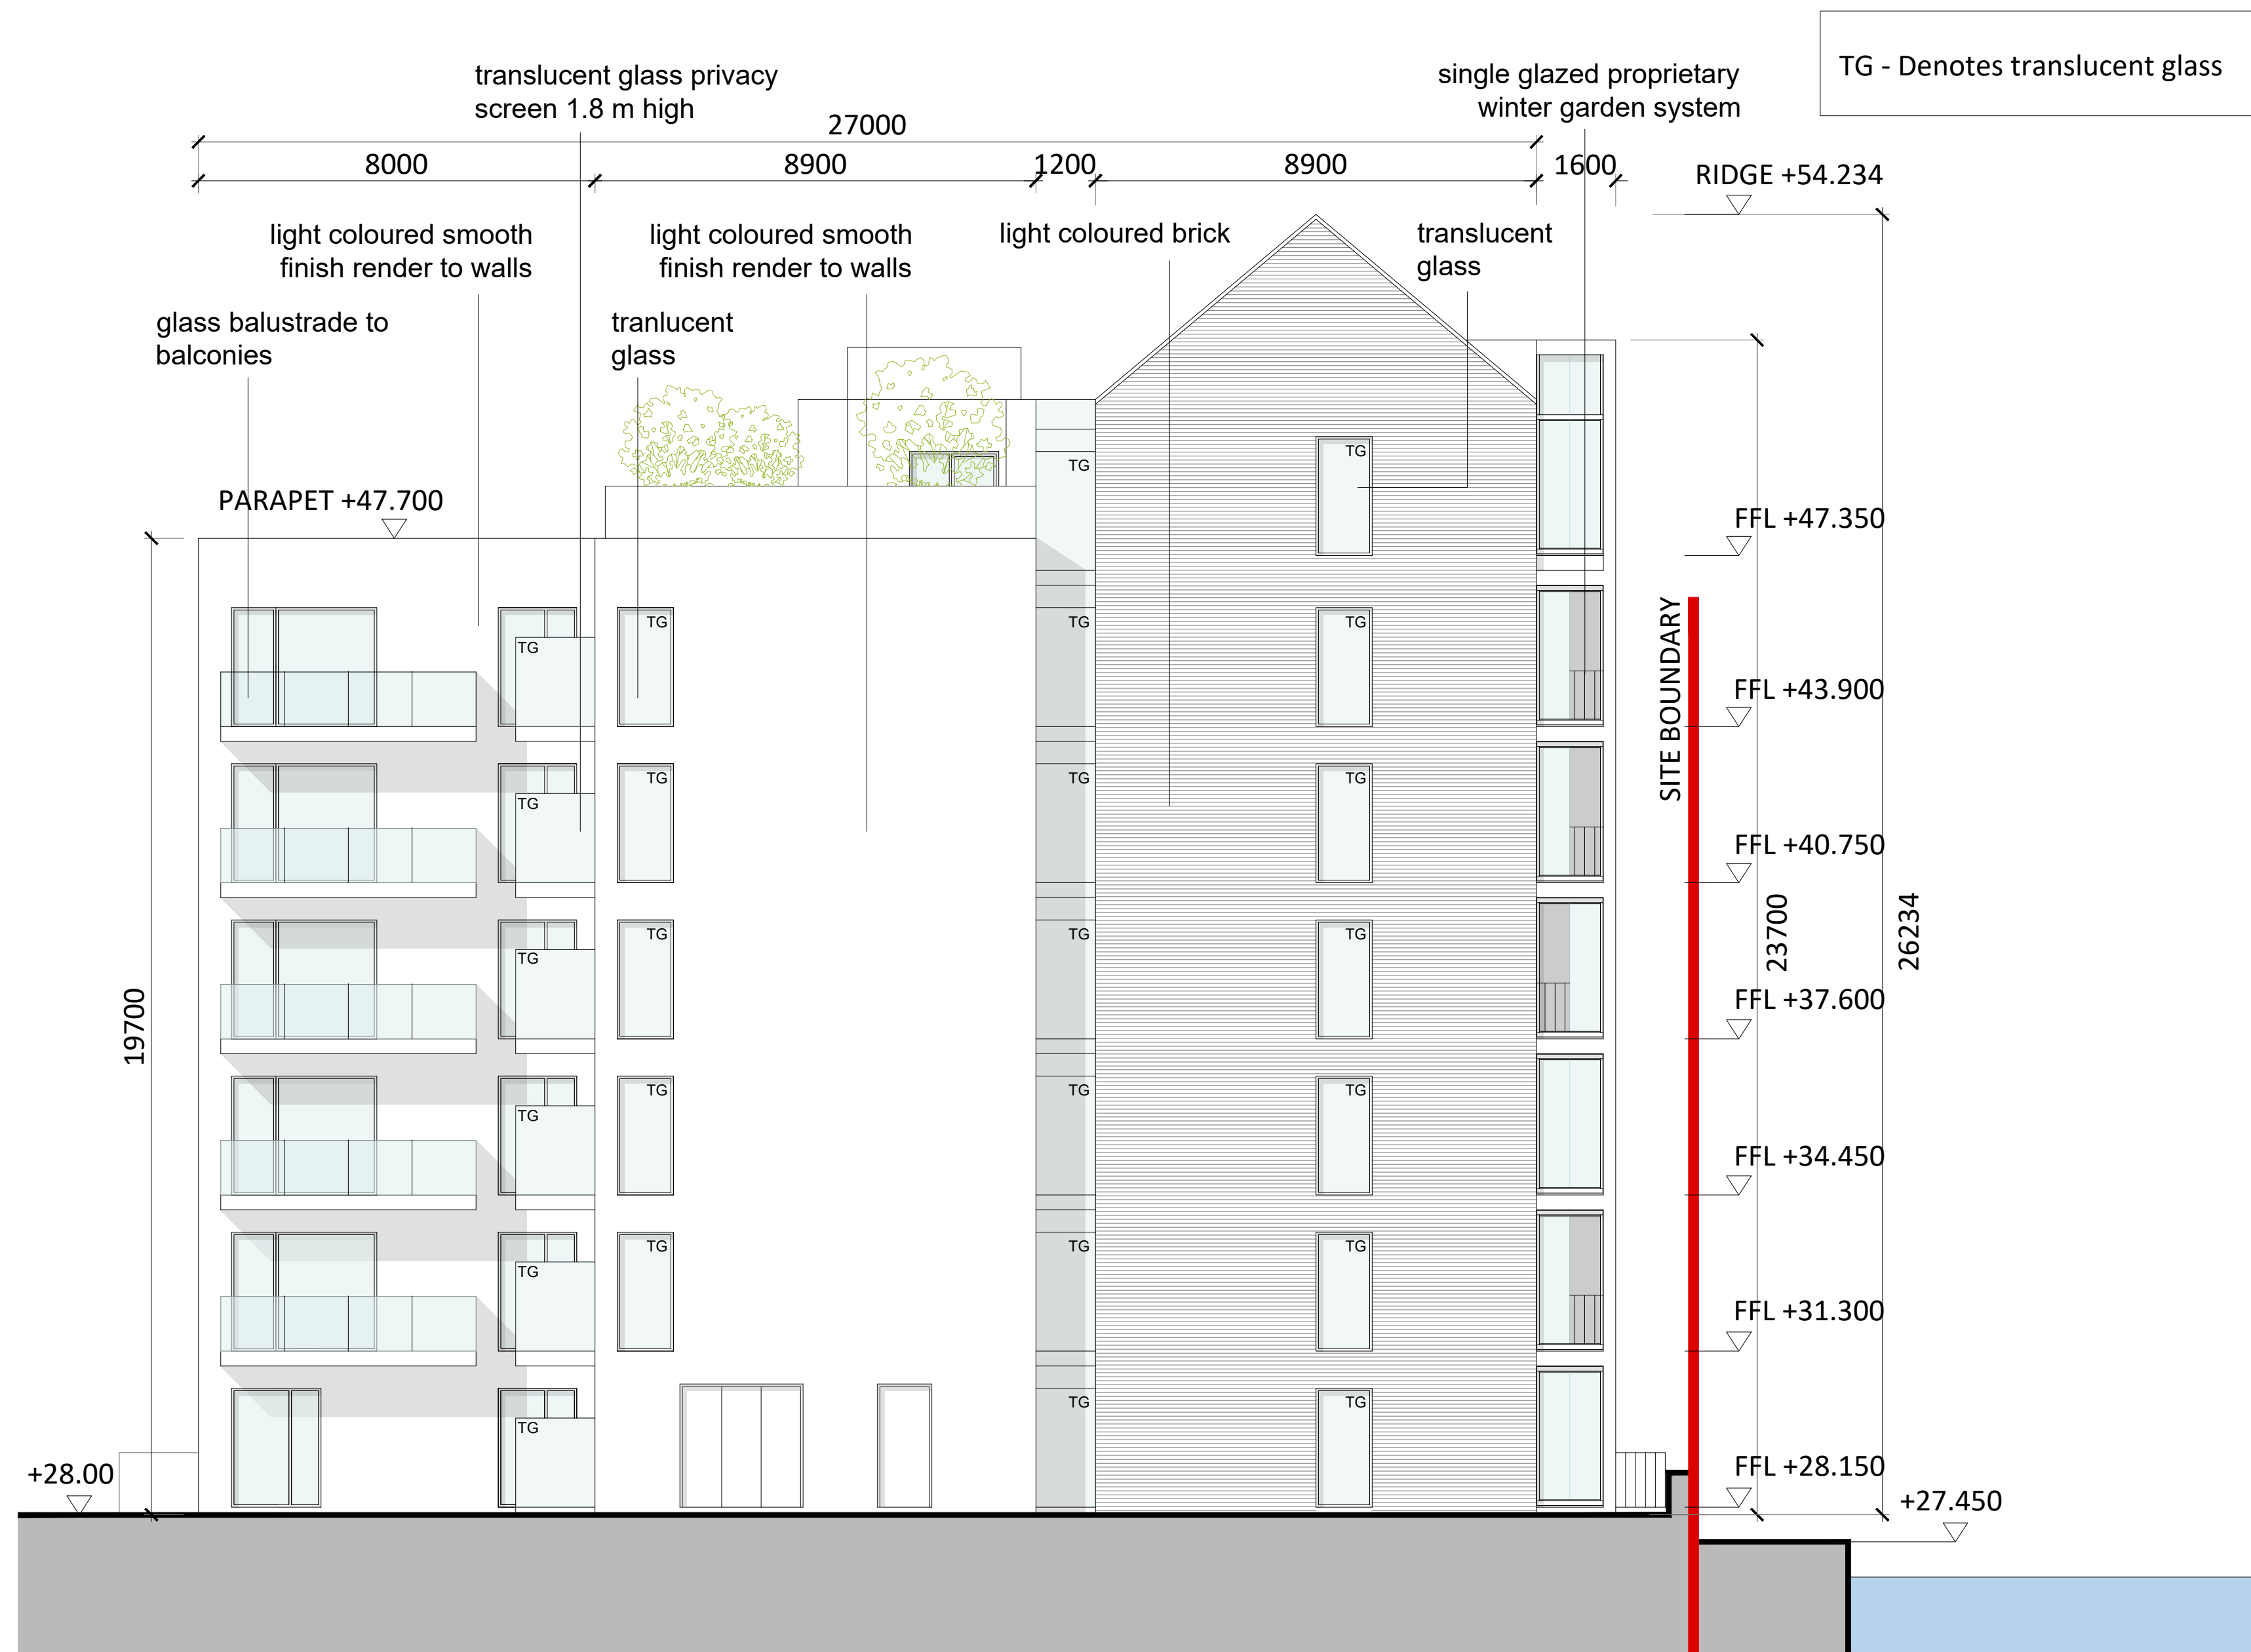 TG - Denotes translucent glass
translucent glass privacy
screen 1.8 m high
single glazed proprietary
winter garden system
27000
8000
8900
1200
8900
1600
RIDGE +54.234
light coloured smooth
finish render to walls
light coloured smooth
finish render to walls
light coloured brick
translucent
glass
glass balustrade to
balconies
tranlucent
glass
PARAPET +47.700
TG
TG
FFL +47.350
SITE BOUNDARY
TG
TG
TG
TG
FFL +43.900
TG
TG
TG
TG
FFL +40.750
19700
23700
26234
TG
TG
TG
TG
FFL +37.600
TG
TG
TG
TG
FFL +34.450
TG
TG
TG
TG
FFL +31.300
TG
TG
TG
+28.00
FFL +28.150
+27.450